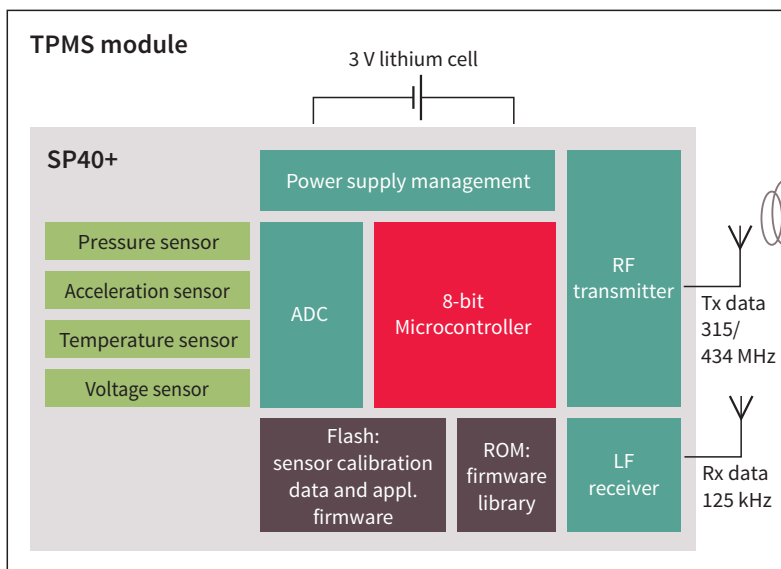 TPMS module
3 V lithium cell
SP40+
Power supply management
Pressure sensor
Acceleration sensor
Temperature sensor
Voltage sensor
ADC
8-bit
Microcontroller
RF
transmitter
Tx data
315/
434 MHz
Flash:
sensor calibration
data and appl.
firmware
ROM:
firmware
library
LF
receiver
Rx data
125 kHz